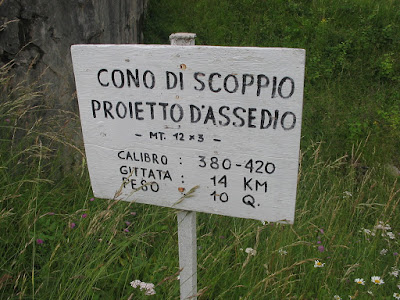 CONO DI SCOPPIO
PROIETTO D'ASSEDIO
- MT. 12 x 3 -
CALIBRO : 380-420
GITTATA : 14 KM
PESO : 10 Q.